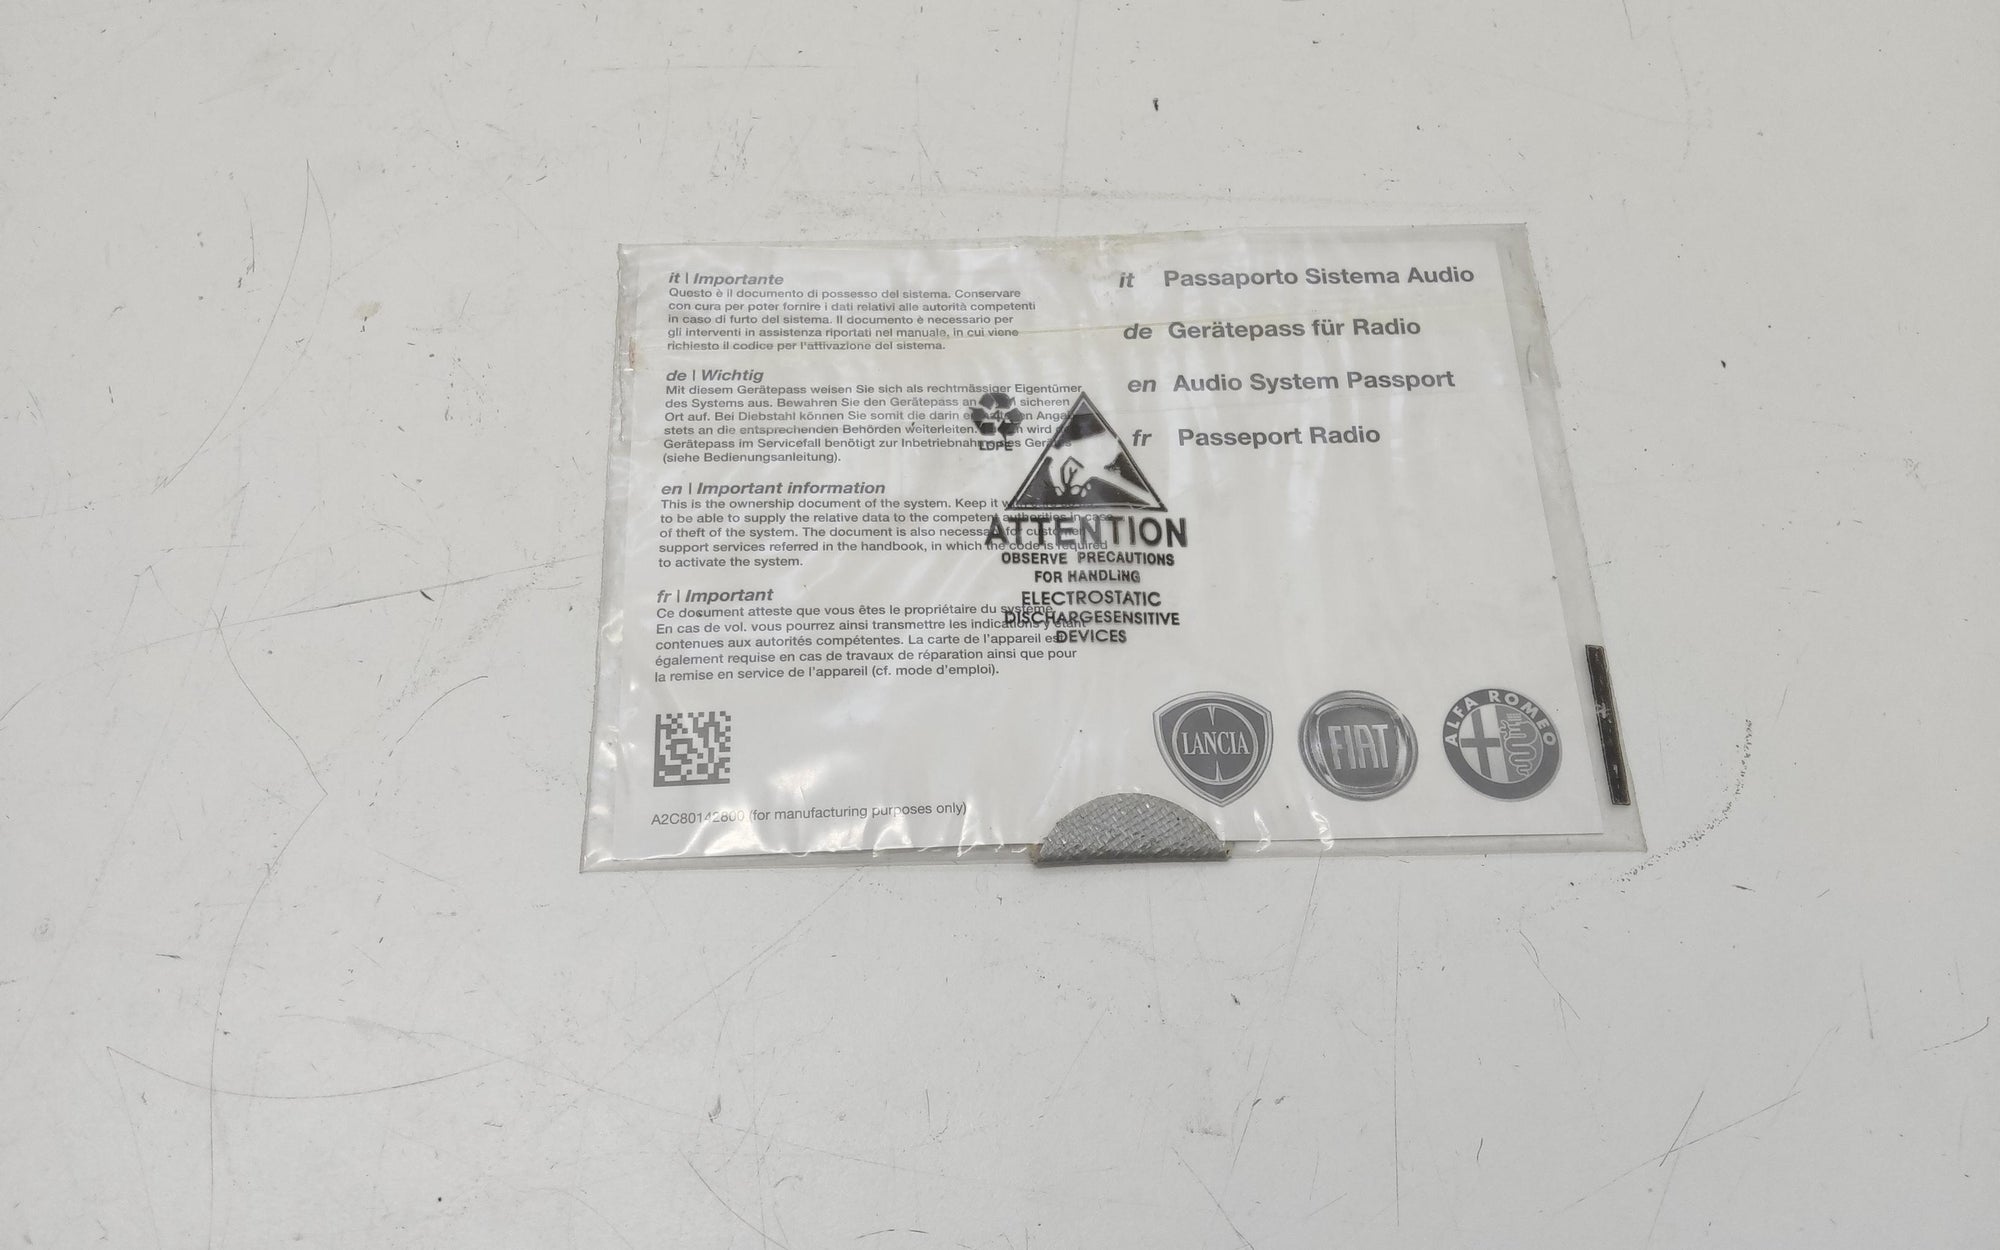 it | Importante
Questo è il documento di possesso del sistema. Conservare
con cura per poter fornire i dati relativi alle autorità competenti
in caso di furto del sistema. Il documento è necessario per
gli interventi in assistenza riportati nel manuale, in cui viene
richiesto il codice per l'attivazione del sistema.
de | Wichtig
Mit diesem Gerätepass weisen Sie sich als rechtmässiger Eigentümer
des Systems aus. Bewahren Sie den Gerätepass an sicheren
Ort auf. Bei Diebstahl können Sie somit die darin
stets an die entsprechenden Behörden weiterleiten. wird
Gerätepass im Servicefall benötigt zur Inbetriebnahme des
(siehe Bedienungsanleitung).
en | Important information
This is the ownership document of the system. Keep it
to be able to supply the relative data to the competent authorities in case
of theft of the system. The document is also necessary for customer
support services referred in the handbook, in which the code is required
to activate the system.
fr | Important
Ce document atteste que vous êtes le propriétaire du système.
En cas de vol. vous pourrez ainsi transmettre les indications y étant
contenues aux autorités compétentes. La carte de l'appareil est
également requise en cas de travaux de réparation ainsi que pour
la remise en service de l'appareil (cf. mode d'emploi).
A2C80142800 (for manufacturing purposes only)
it Passaporto Sistema Audio
de Gerätepass für Radio
en Audio System Passport
fr Passeport Radio
LDPE
ATTENTION
OBSERVE PRECAUTIONS
FOR HANDLING
ELECTROSTATIC
DISCHARGESENSITIVE
DEVICES
LANCIA
FIAT
ALFA ROMEO